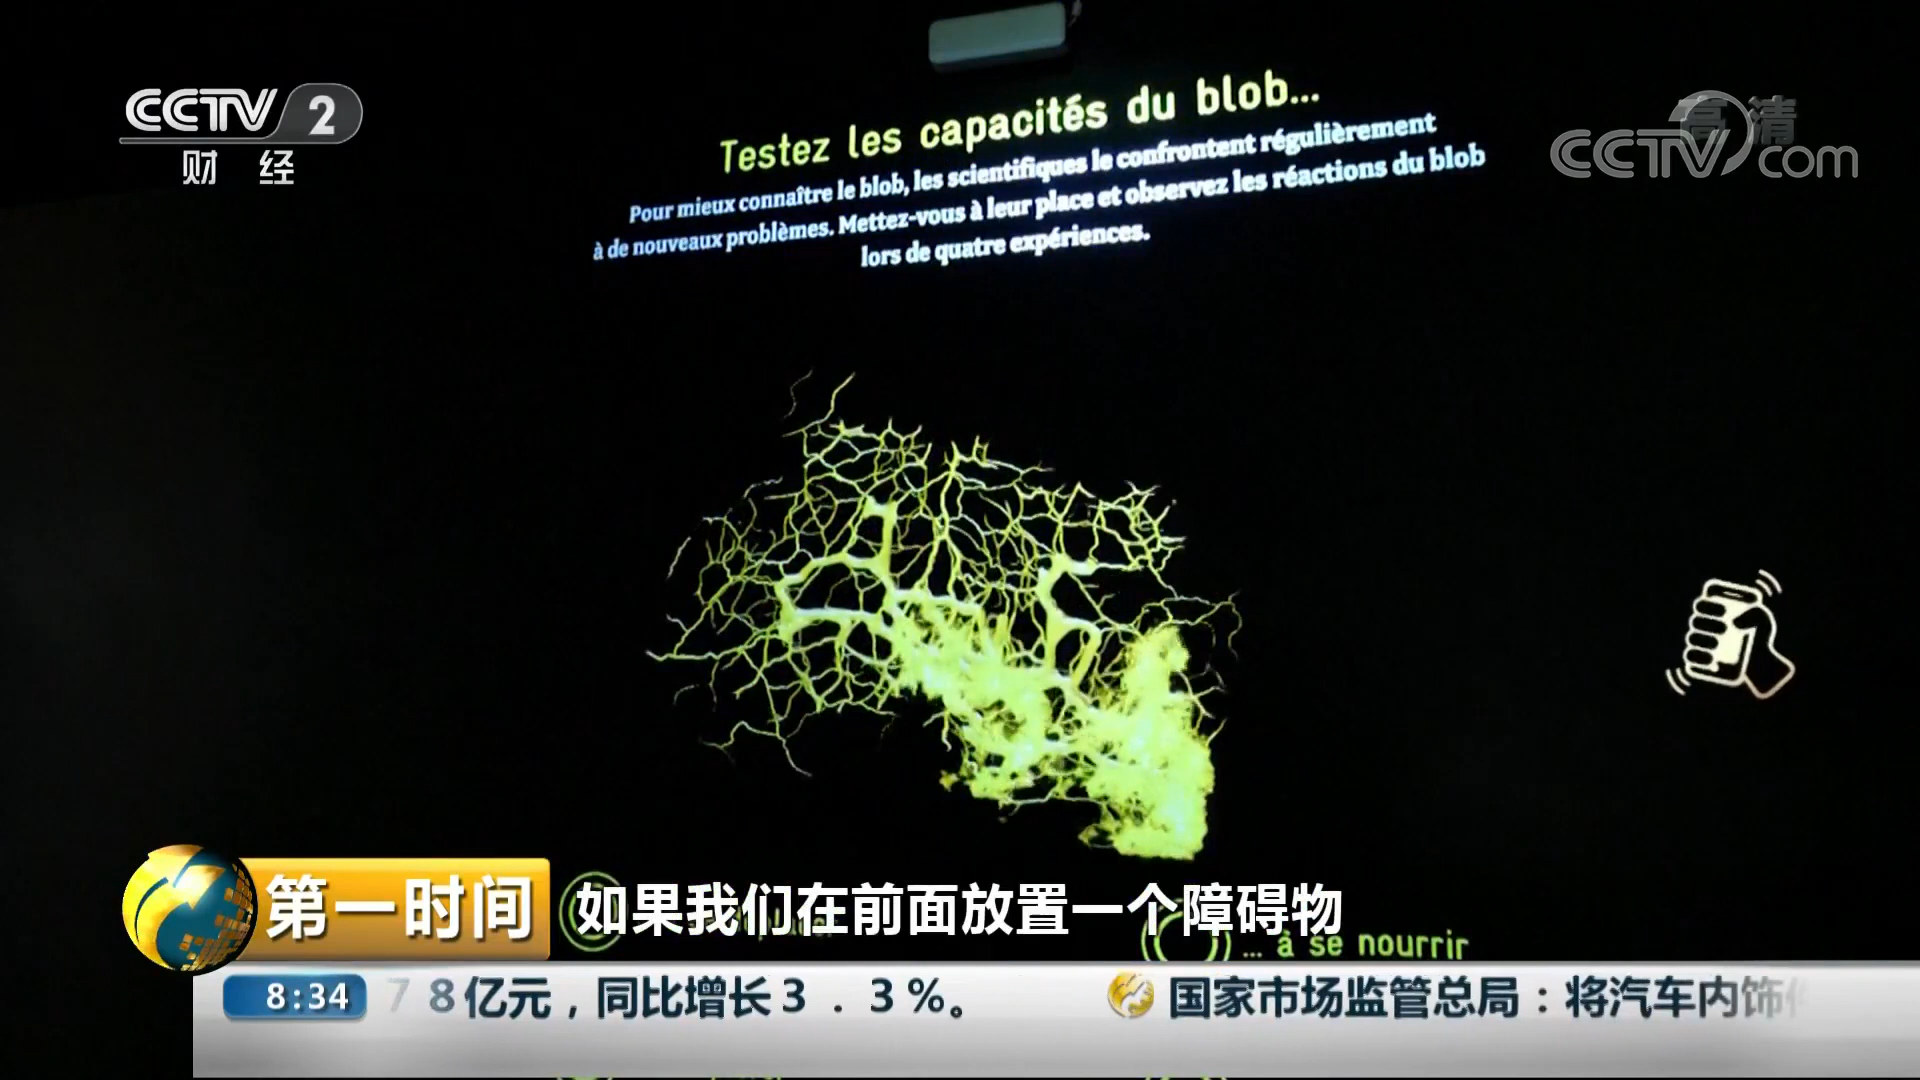 CCTV 2
财 经
高清
CCTV.com
Testez les capacités du blob...
Pour mieux connaître le blob, les scientifiques le confrontent régulièrement
à de nouveaux problèmes. Mettez-vous à leur place et observez les réactions du blob
lors de quatre expériences.
第一时间
如果我们在前面放置一个障碍物
... à se nourrir
8:34
78亿元，同比增长3．3%。
国家市场监管总局：将汽车内饰